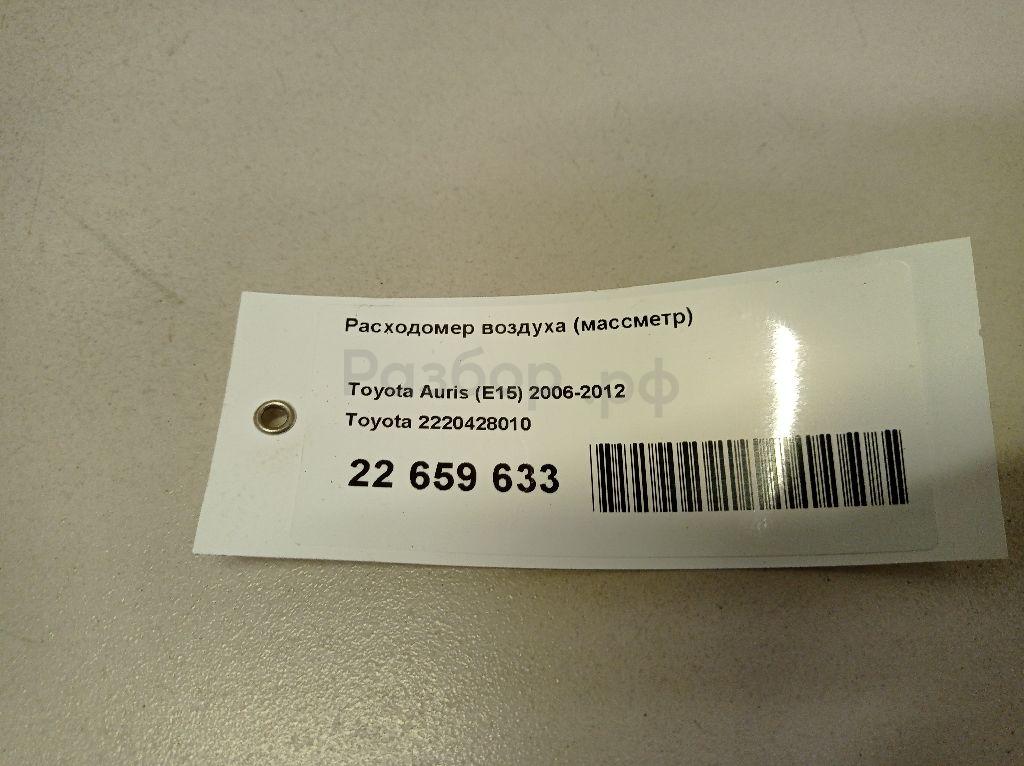 Расходомер воздуха (массметр)
Разбор.рф
Toyota Auris (E15) 2006-2012
Toyota 2220428010
22 659 633